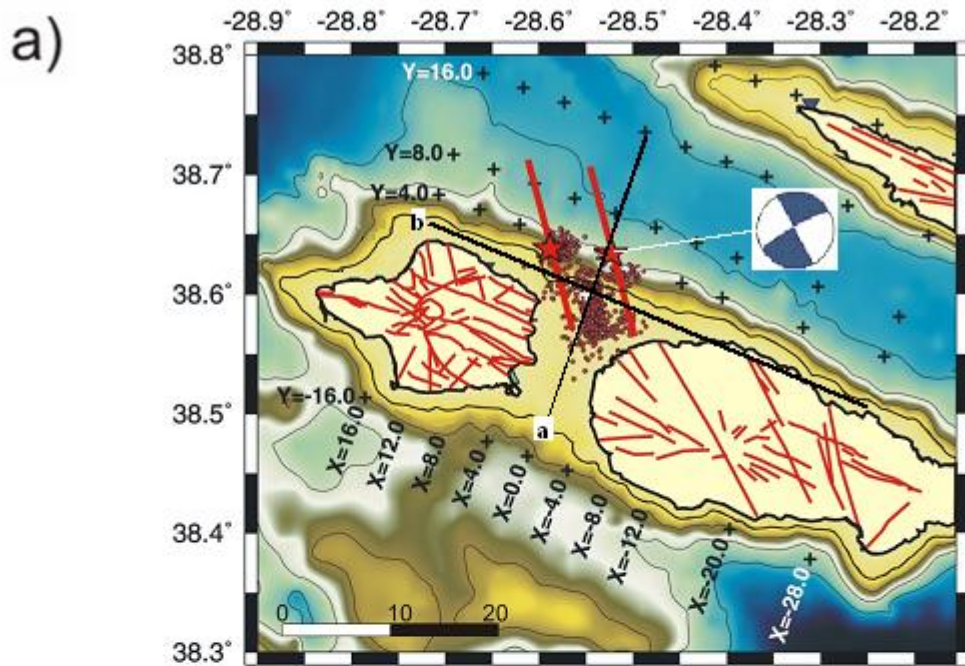 a)
-28.9° -28.8° -28.7° -28.6° -28.5° -28.4° -28.3° -28.2°
38.8°
Y=16.0
38.7°
Y=8.0
Y=4.0
b
38.6°
38.5°
Y=-16.0
a
X=16.0
X=12.0
X=8.0
X=4.0
X=0.0
X=-4.0
X=-8.0
X=-12.0
X=-20.0
X=-28.0
38.4°
0 10 20
38.3°